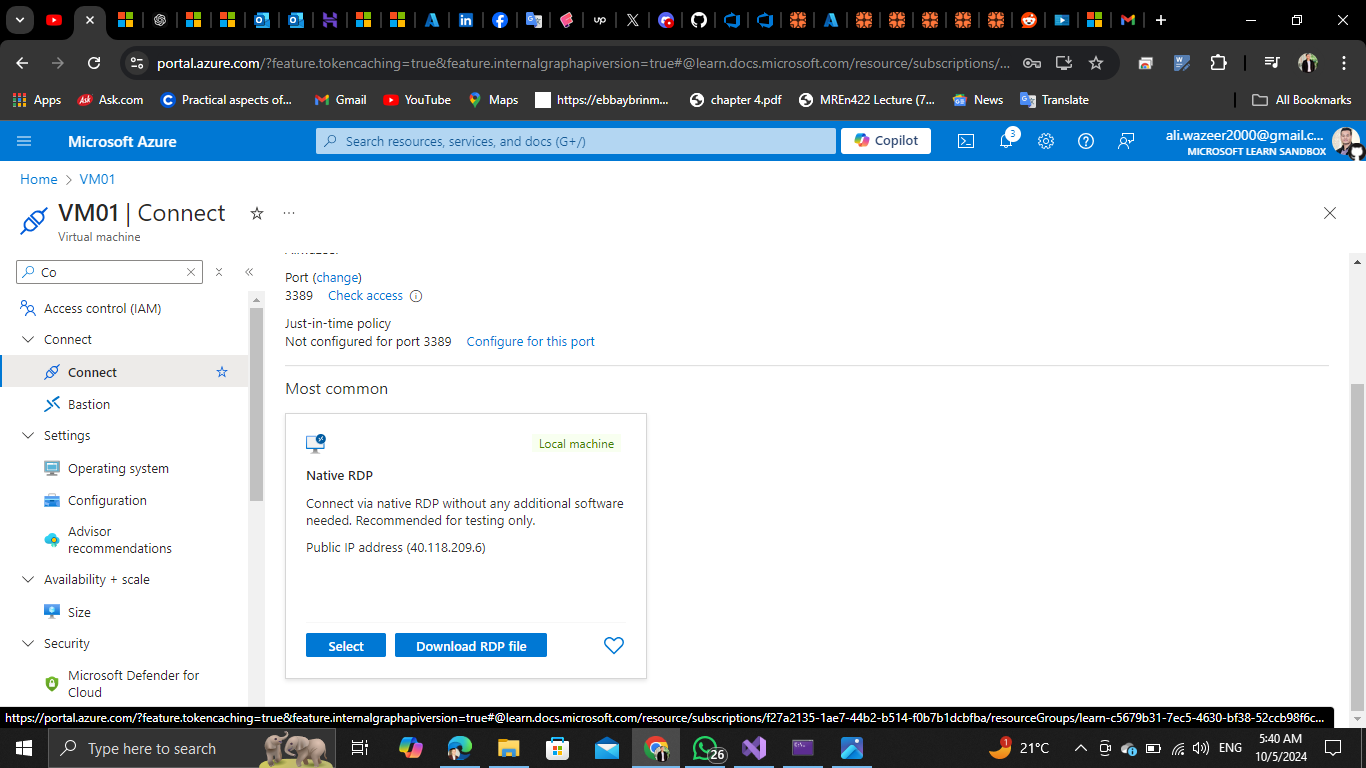 portal.azure.com/?feature.tokencaching=true&feature.internalgraphapiversion=true#@learn.docs.microsoft.com/resource/subscriptions/...
Apps
Ask.com
Practical aspects of...
Gmail
YouTube
Maps
https://ebbaybrinm...
chapter 4.pdf
MREn422 Lecture (7...
News
Translate
All Bookmarks
Microsoft Azure
Search resources, services, and docs (G+/)
Copilot
3
ali.wazeer2000@gmail.c...
MICROSOFT LEARN SANDBOX
Home > VM01
VM01 | Connect
Virtual machine
Co
Access control (IAM)
Connect
Connect
Bastion
Settings
Operating system
Configuration
Advisor
recommendations
Availability + scale
Size
Security
Microsoft Defender for
Cloud
Port (change)
3389 Check access
Just-in-time policy
Not configured for port 3389 Configure for this port
Most common
Local machine
Native RDP
Connect via native RDP without any additional software
needed. Recommended for testing only.
Public IP address (40.118.209.6)
Select
Download RDP file
https://portal.azure.com/?feature.tokencaching=true&feature.internalgraphapiversion=true#@learn.docs.microsoft.com/resource/subscriptions/f27a2135-1ae7-44b2-b514-f0b7b1dcbfba/resourceGroups/learn-c5679b31-7ec5-4630-bf38-52ccb98f6c...
Type here to search
26
1
21°C
ENG
5:40 AM
10/5/2024